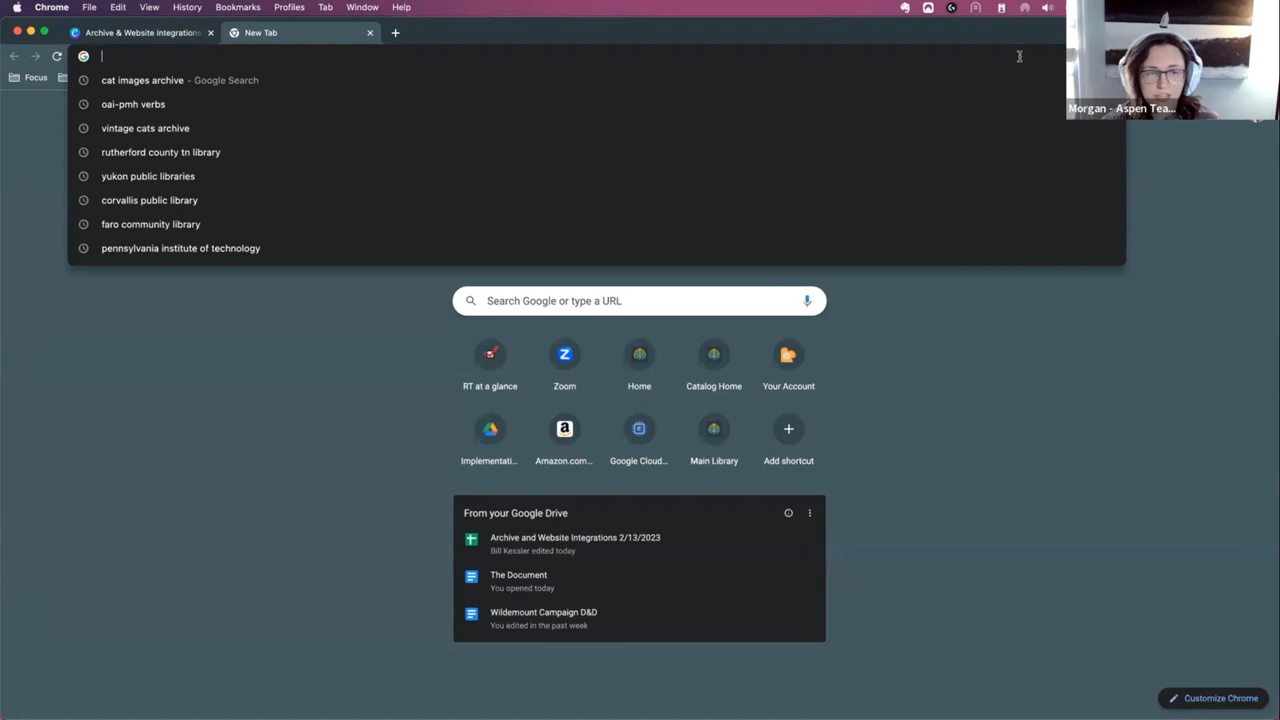 Chrome File Edit View History Bookmarks Profiles Tab Window Help
Archive & Website Integrations
New Tab
Focus
cat images archive – Google Search
oai-pmh verbs
vintage cats archive
rutherford county tn library
yukon public libraries
corvallis public library
faro community library
pennsylvania institute of technology
Morgan - Aspen Tea...
Search Google or type a URL
RT at a glance
Zoom
Home
Catalog Home
Your Account
Implementati...
Amazon.com...
Google Cloud...
Main Library
Add shortcut
From your Google Drive
Archive and Website Integrations 2/13/2023
Bill Kessler edited today
The Document
You opened today
Wildemount Campaign D&D
You edited in the past week
Customize Chrome